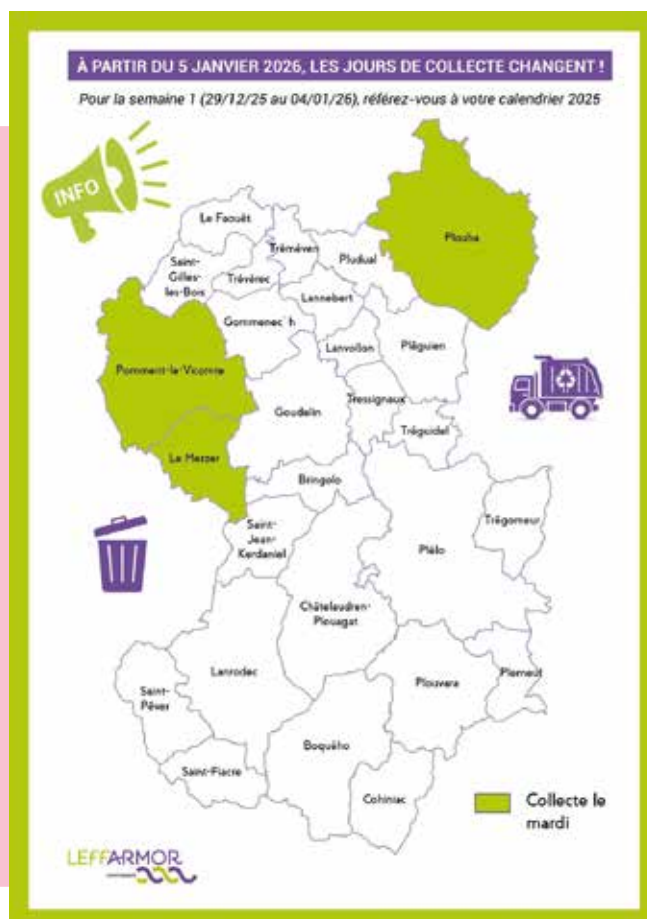 À PARTIR DU 5 JANVIER 2026, LES JOURS DE COLLECTE CHANGENT !
Pour la semaine 1 (29/12/25 au 04/01/26), référez-vous à votre calendrier 2025
INFO
Le Faouët
Plouha
Tréméven
Pludual
Saint-
Gilles-
les-Bois
Trévérec
Lannebert
Gommenec'h
Lanvollon
Pléguien
Pommerit-le-Vicomte
Tressignaux
Goudelin
Tréguidel
Le Merzer
Bringolo
Trégomeur
Saint-
Jean-
Kerdaniel
Plélo
Châtelaudren-
Plouagat
Lanrodec
Plouvara
Plerneuf
Saint-
Péver
Boquého
Saint-Fiacre
Cohiniac
Collecte le
mardi
LEFFARMOR